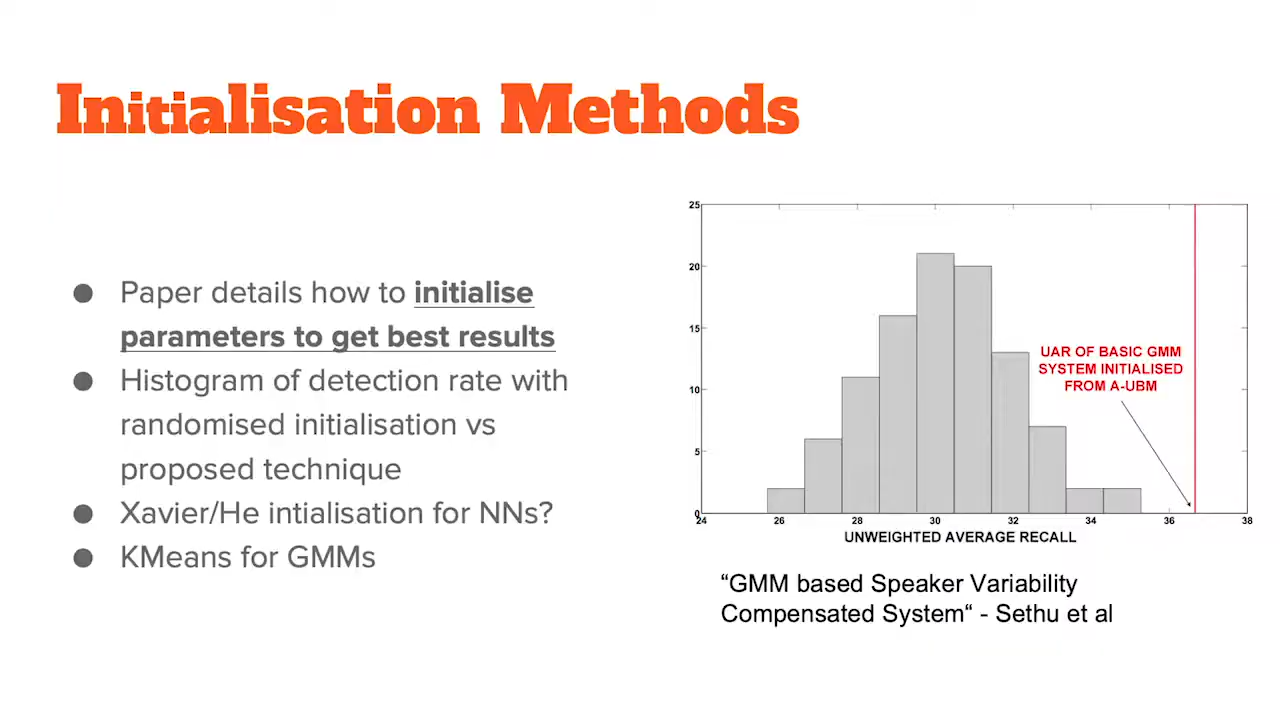 Initialisation Methods
● Paper details how to initialise
parameters to get best results
● Histogram of detection rate with
randomised initialisation vs
proposed technique
● Xavier/He intialisation for NNs?
● KMeans for GMMs
25
20
15
10
5
0
24 26 28 30 32 34 36 38
UNWEIGHTED AVERAGE RECALL
UAR OF BASIC GMM
SYSTEM INITIALISED
FROM A-UBM
“GMM based Speaker Variability
Compensated System“ - Sethu et al